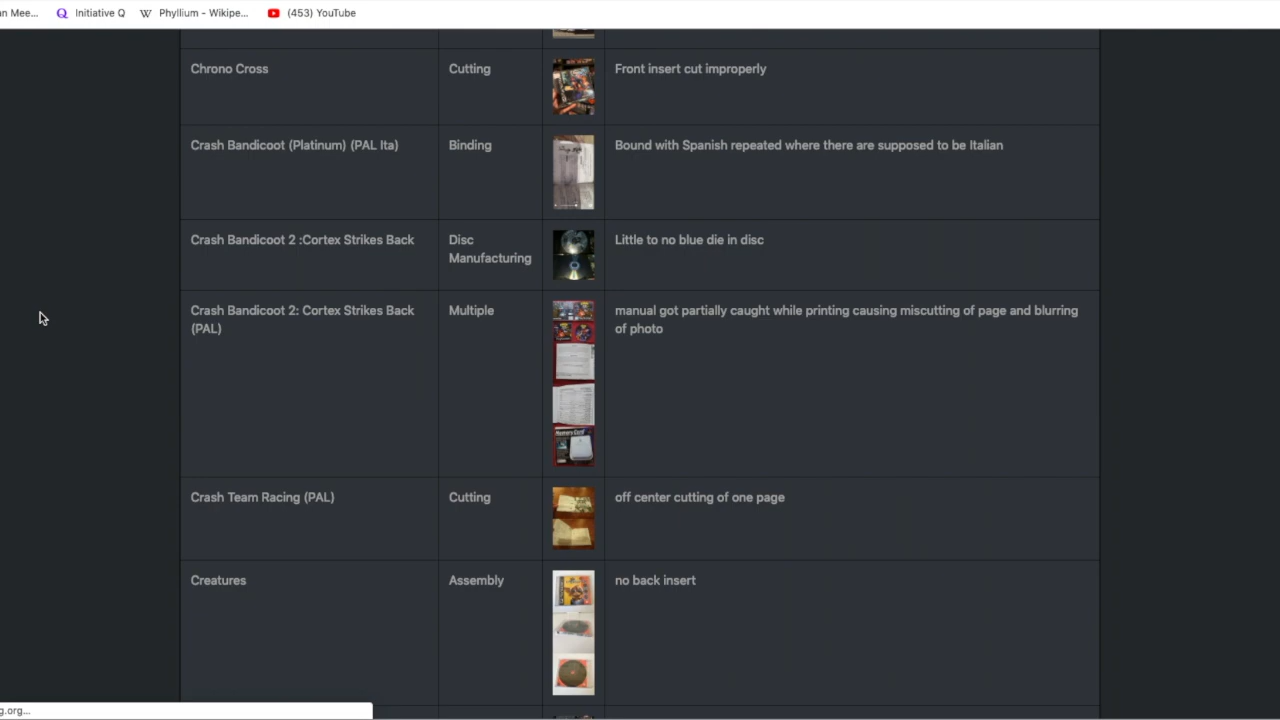 an Mee...
Initiative Q
Phyllium - Wikipe...
(453) YouTube
Chrono Cross
Cutting
Front insert cut improperly
Crash Bandicoot (Platinum) (PAL Ita)
Binding
Bound with Spanish repeated where there are supposed to be Italian
Crash Bandicoot 2 :Cortex Strikes Back
Disc
Manufacturing
Little to no blue die in disc
Crash Bandicoot 2: Cortex Strikes Back
(PAL)
Multiple
manual got partially caught while printing causing miscutting of page and blurring
of photo
Crash Team Racing (PAL)
Cutting
off center cutting of one page
Creatures
Assembly
no back insert
g.org...